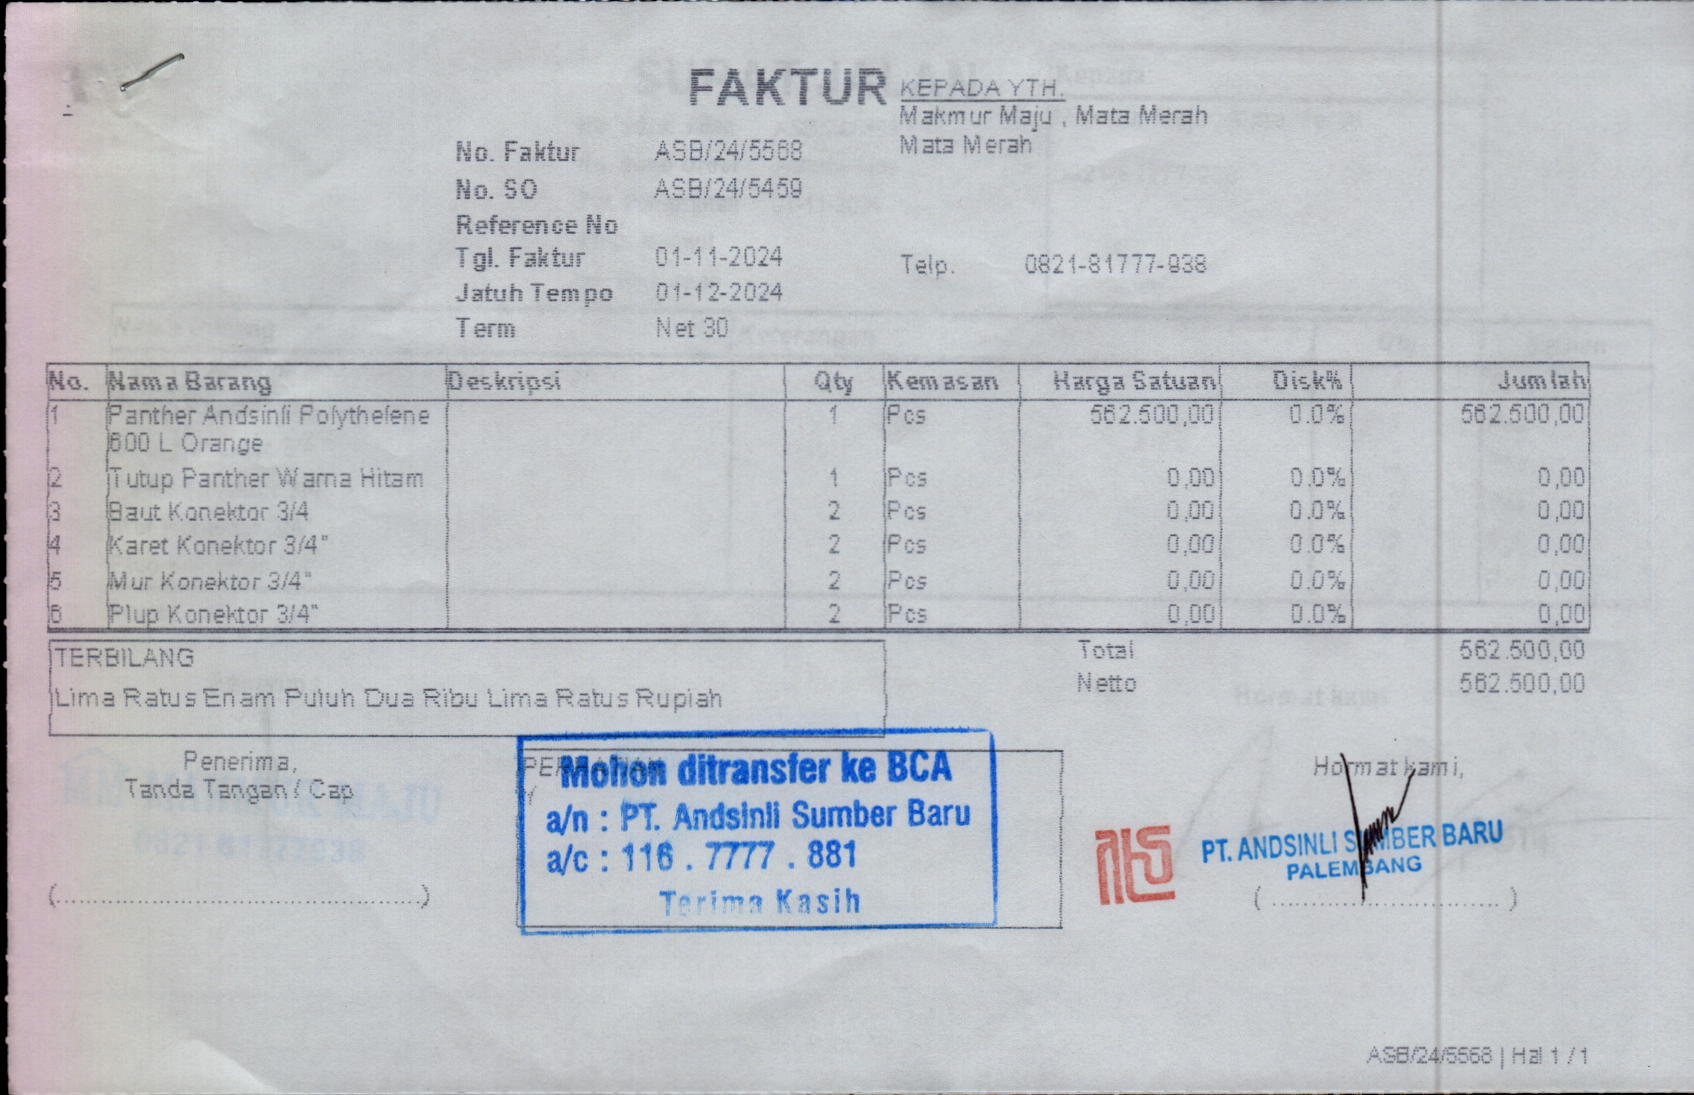 FAKTUR
KEPADA YTH.
Makmur Maju , Mata Merah
Mata Merah
No. Faktur ASB/24/5568
No. SO ASB/24/5459
Reference No
Tgl. Faktur 01-11-2024
Telp. 0821-81777-938
Jatuh Tempo 01-12-2024
Term Net 30
No. Nama Barang Deskripsi Qty Kemasan Harga Satuan Disk% Jumlah
1 Panther Andsinli Polythelene 1 Pcs 562.500,00 0.0% 562.500,00
600 L Orange
2 Tutup Panther Warna Hitam 1 Pcs 0,00 0.0% 0,00
3 Baut Konektor 3/4 2 Pcs 0,00 0.0% 0,00
4 Karet Konektor 3/4" 2 Pcs 0,00 0.0% 0,00
5 Mur Konektor 3/4" 2 Pcs 0,00 0.0% 0,00
6 Plup Konektor 3/4" 2 Pcs 0,00 0.0% 0,00
TERBILANG
Lima Ratus Enam Puluh Dua Ribu Lima Ratus Rupiah
Total 562.500,00
Netto 562.500,00
Penerima,
Tanda Tangan / Cap
(..........................................................)
Mohon ditransfer ke BCA
a/n : PT. Andsinli Sumber Baru
a/c : 116 . 7777 . 881
Terima Kasih
Hormat kami,
PT. ANDSINLI SUMBER BARU
PALEMBANG
( .................................... )
ASB/24/5568 | Hal 1 / 1